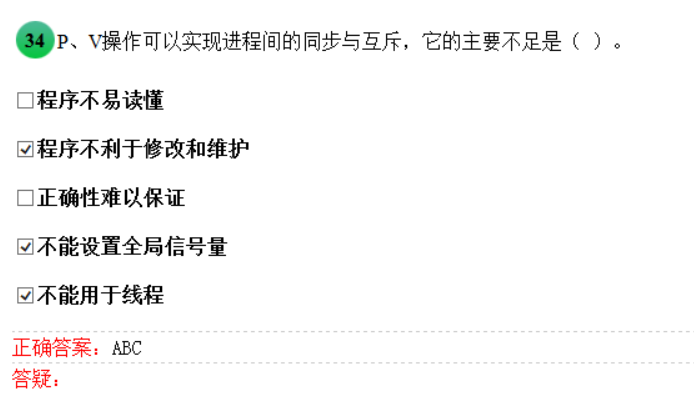 34 P、V操作可以实现进程间的同步与互斥，它的主要不足是（ ）。
程序不易读懂
程序不利于修改和维护
正确性难以保证
不能设置全局信号量
不能用于线程
正确答案：ABC
答疑：